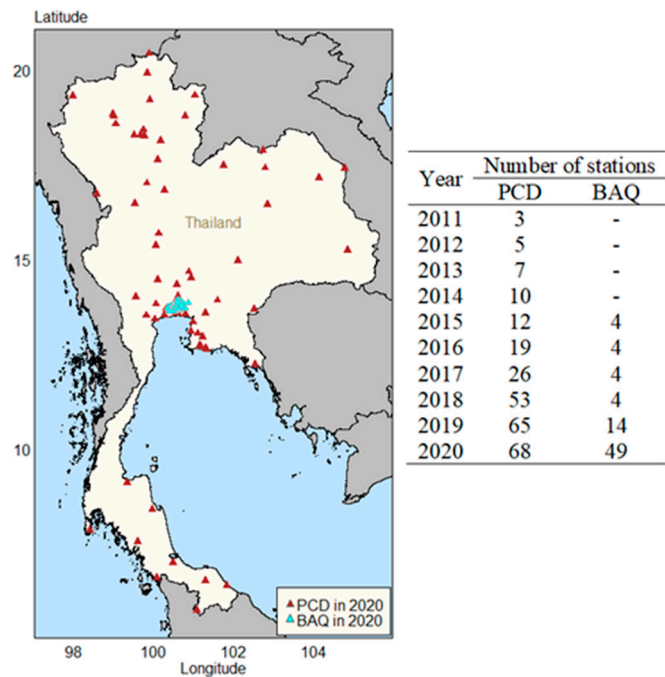 Latitude
20
15
10
Thailand
PCD in 2020
BAQ in 2020
98 100 102 104
Longitude
Year Number of stations
PCD BAQ
2011 3 -
2012 5 -
2013 7 -
2014 10 -
2015 12 4
2016 19 4
2017 26 4
2018 53 4
2019 65 14
2020 68 49